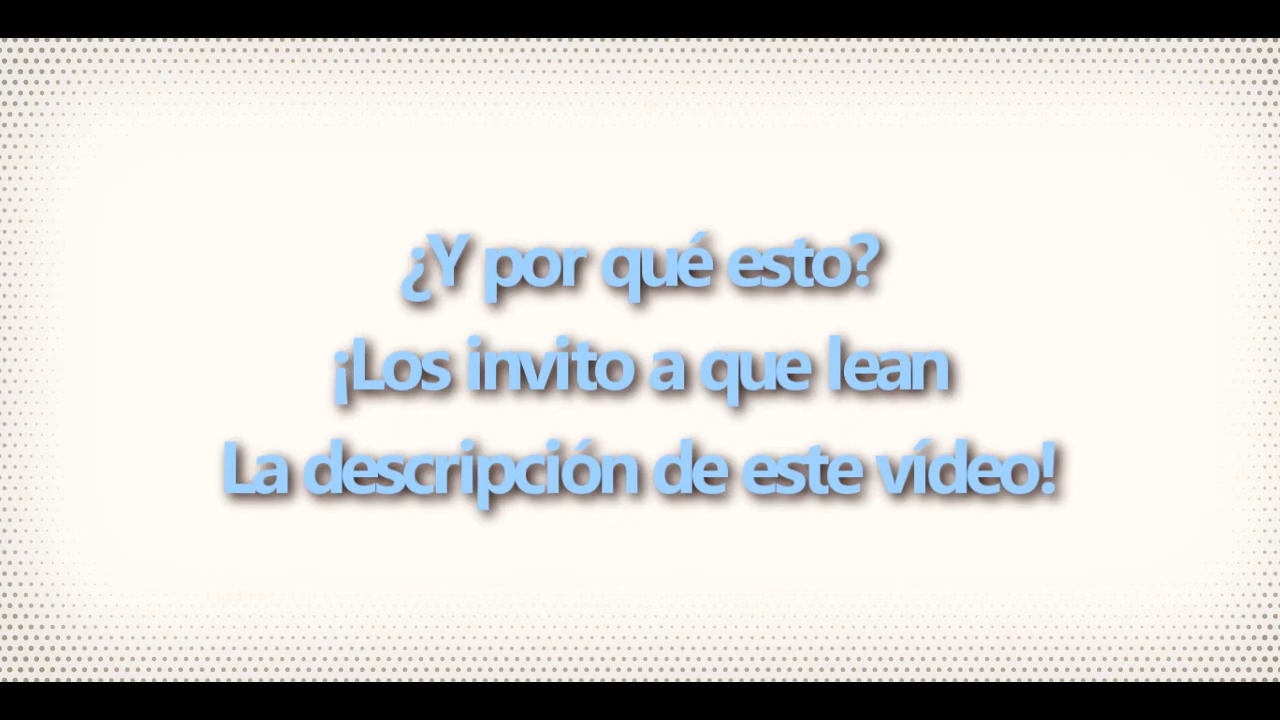 ¿Y por qué esto?
¡Los invito a que lean
La descripción de este vídeo!